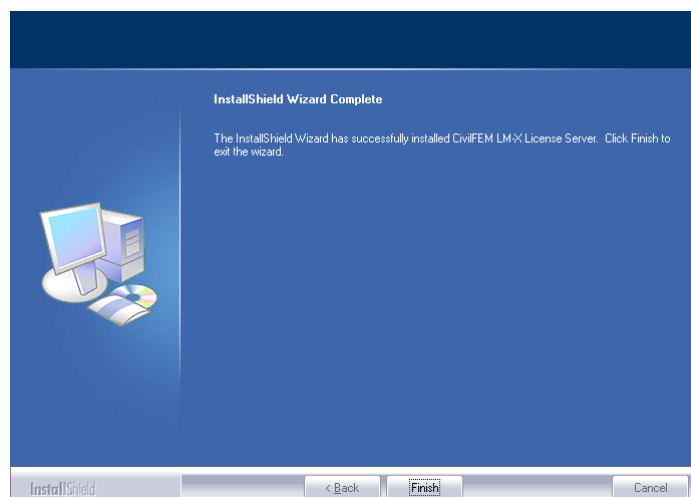 InstallShield Wizard Complete
The InstallShield Wizard has successfully installed CivilFEM LM-X License Server. Click Finish to
exit the wizard.
InstallShield
< Back
Finish
Cancel